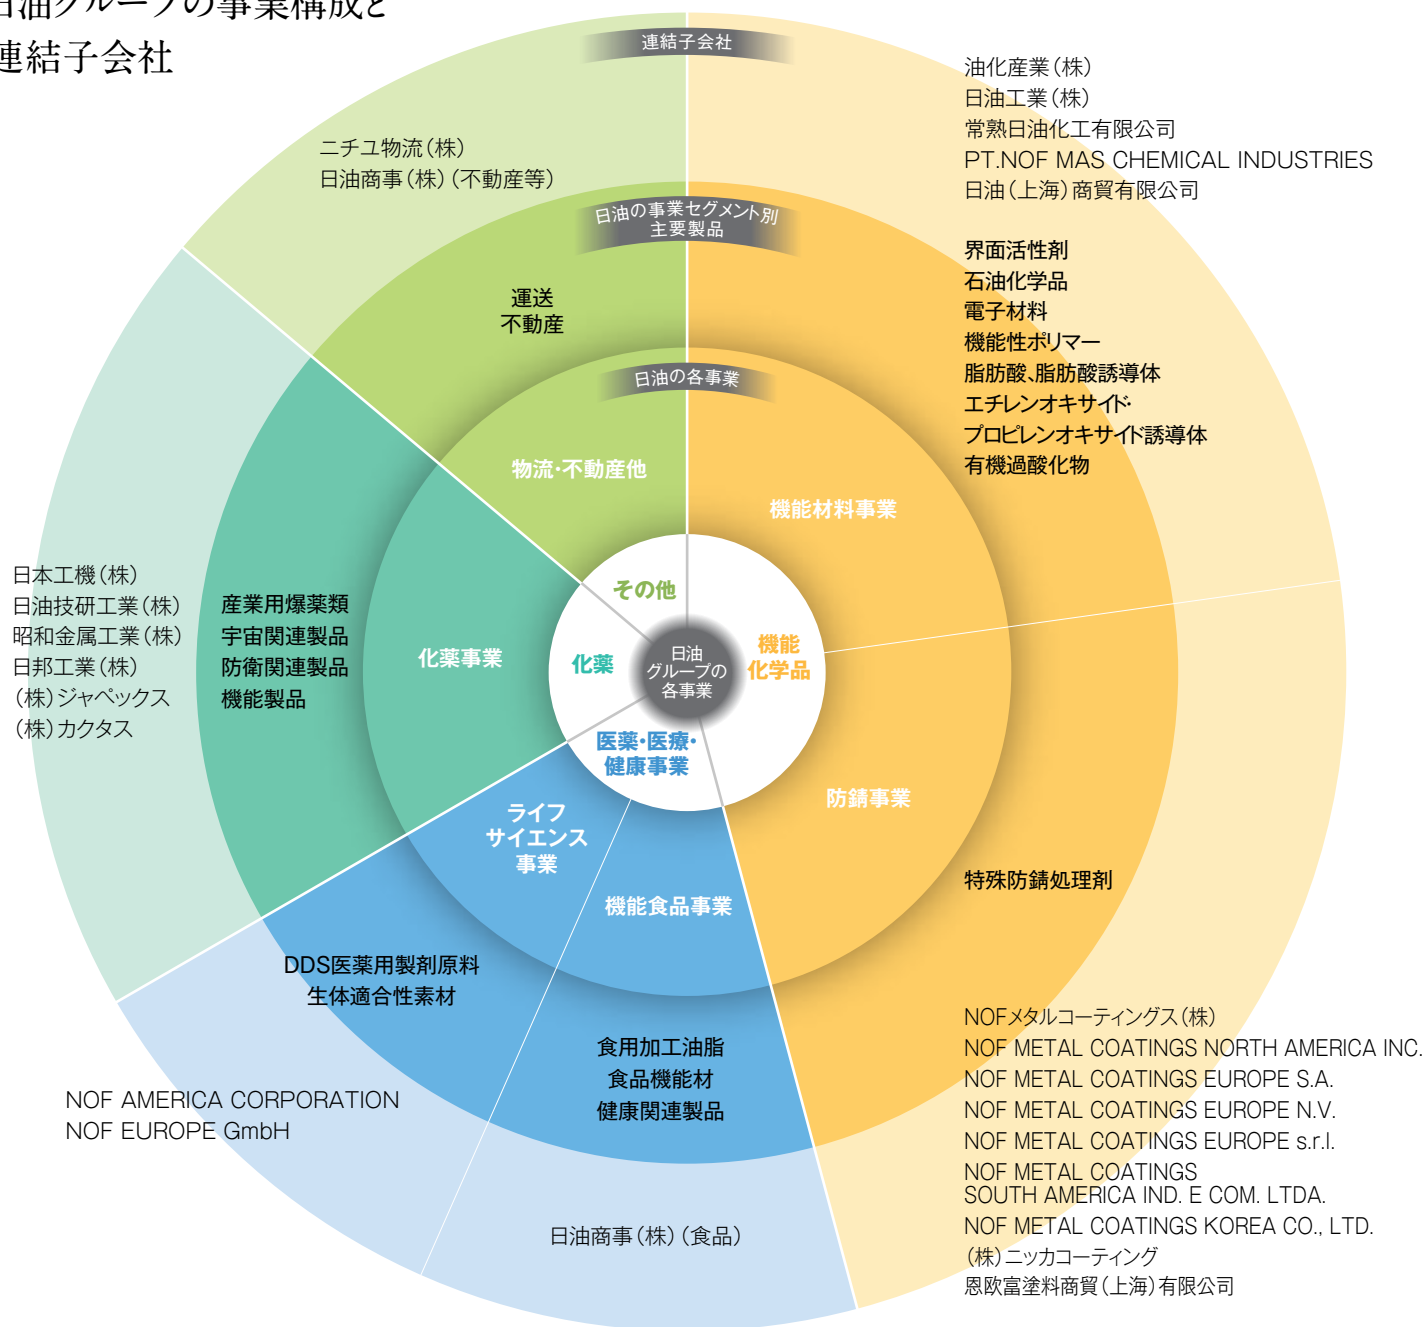 日油グループの事業構成と
連結子会社
連結子会社
油化産業（株）
日油工業（株）
常熟日油化工有限公司
PT.NOF MAS CHEMICAL INDUSTRIES
日油（上海）商貿有限公司
ニチユ物流（株）
日油商事（株）（不動産等）
日油の事業セグメント別
主要製品
界面活性剤
石油化学品
電子材料
機能性ポリマー
脂肪酸、脂肪酸誘導体
エチレンオキサイド・
プロピレンオキサイド誘導体
有機過酸化物
運送
不動産
日油の各事業
物流・不動産他
機能材料事業
その他
機能
化学品
化薬
日油
グループの
各事業
医薬・医療・
健康事業
日本工機（株）
日油技研工業（株）
昭和金属工業（株）
日邦工業（株）
（株）ジャペックス
（株）カクタス
産業用爆薬類
宇宙関連製品
防衛関連製品
機能製品
化薬事業
防錆事業
特殊防錆処理剤
ライフ
サイエンス
事業
機能食品事業
DDS医薬用製剤原料
生体適合性素材
食用加工油脂
食品機能材
健康関連製品
NOF AMERICA CORPORATION
NOF EUROPE GmbH
日油商事（株）（食品）
NOFメタルコーティングス（株）
NOF METAL COATINGS NORTH AMERICA INC.
NOF METAL COATINGS EUROPE S.A.
NOF METAL COATINGS EUROPE N.V.
NOF METAL COATINGS EUROPE s.r.l.
NOF METAL COATINGS
SOUTH AMERICA IND. E COM. LTDA.
NOF METAL COATINGS KOREA CO., LTD.
（株）ニッカコーティング
恩欧富塗料商貿（上海）有限公司